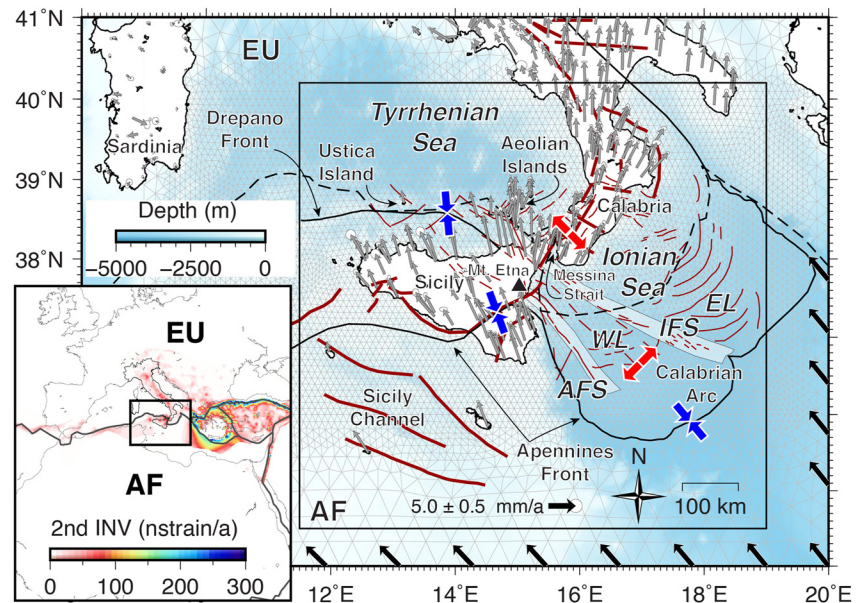 41°N
40°N
39°N
38°N
EU
Tyrrhenian
Sea
Drepano
Front
Sardinia
Ustica
Island
Aeolian
Islands
Calabria
Depth (m)
−5000
−2500
0
Sicily
Mt. Etna
Messina
Strait
Ionian
Sea
EL
IFS
WL
AFS
Calabrian
Arc
Sicily
Channel
Apennines
Front
N
AF
5.0 ± 0.5 mm/a
100 km
EU
AF
2nd INV (nstrain/a)
0
100
200
300
12°E
14°E
16°E
18°E
20°E